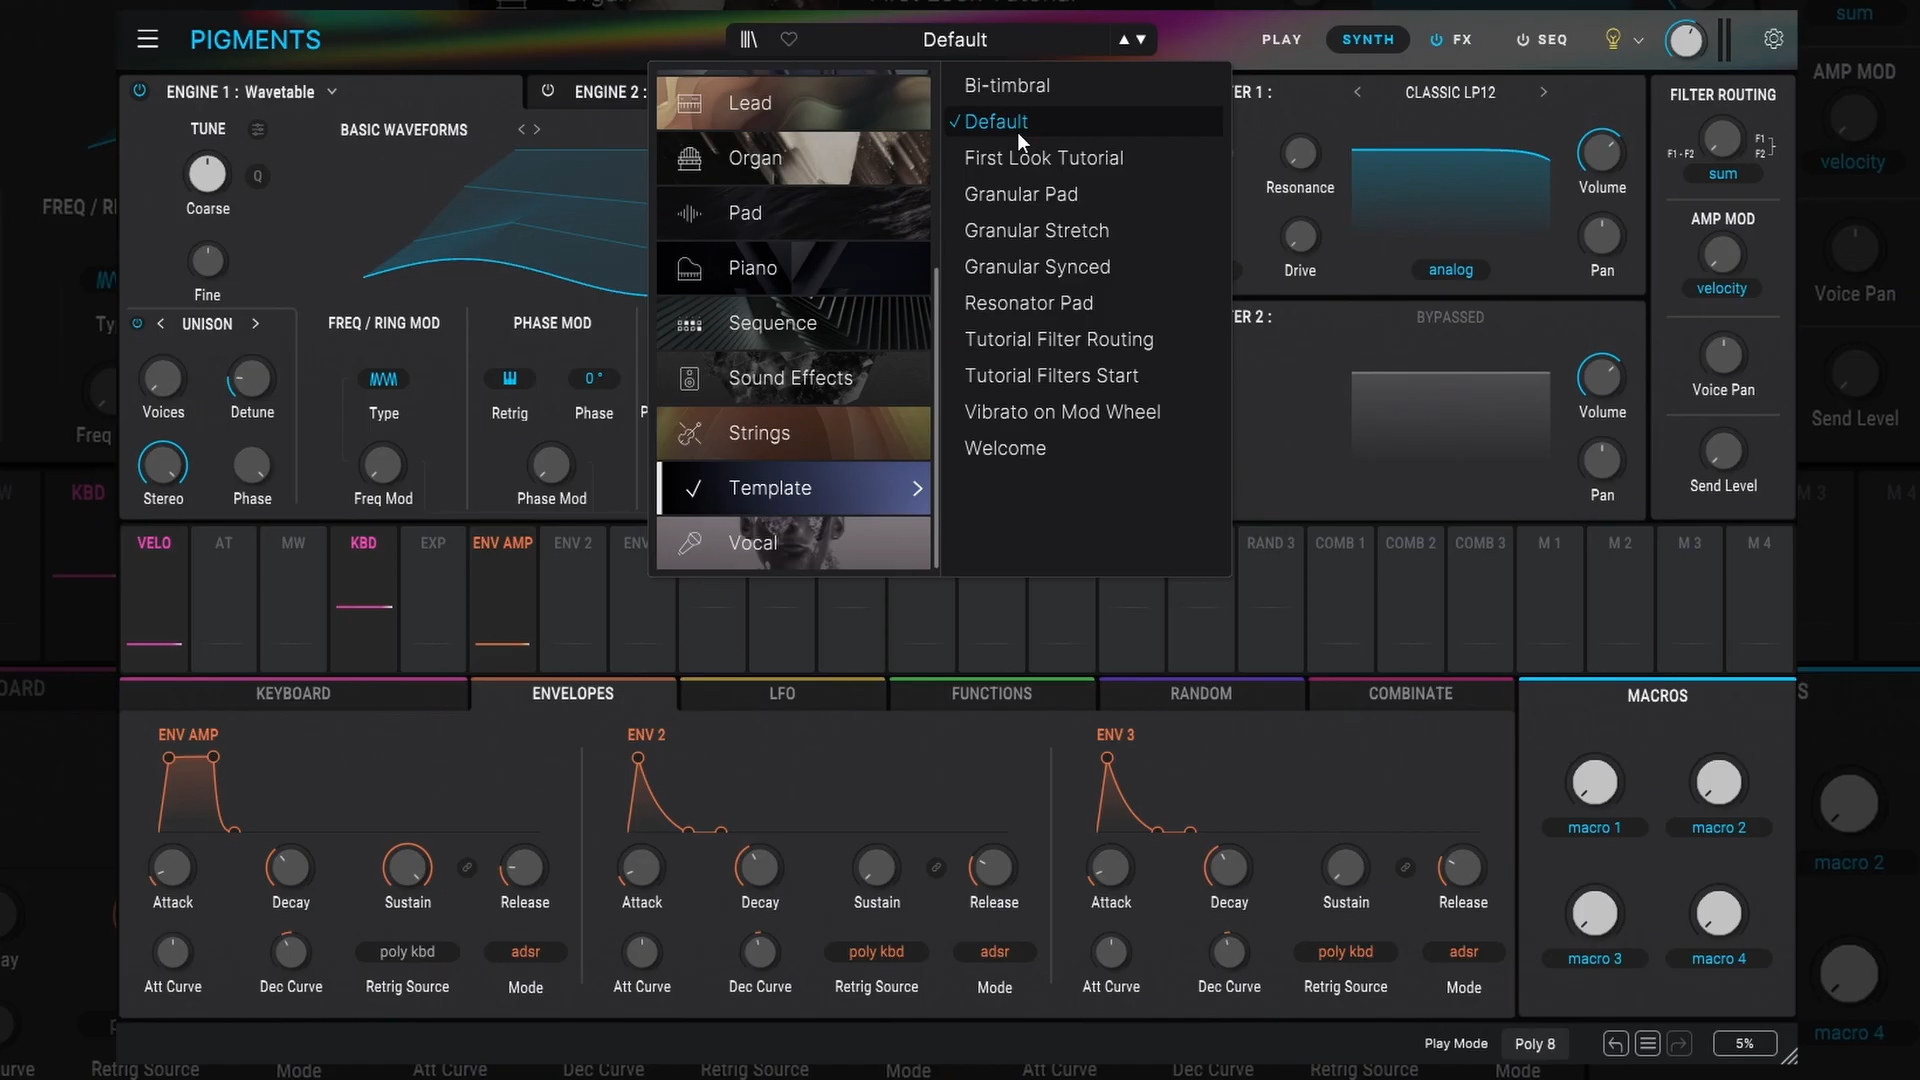 PIGMENTS
Default
PLAY
SYNTH
FX
SEQ
ENGINE 1 : Wavetable
ENGINE 2 :
TUNE
BASIC WAVEFORMS
Q
Coarse
Fine
UNISON
FREQ / RING MOD
PHASE MOD
0 °
Voices
Detune
Type
Retrig
Phase
P
Stereo
Phase
Freq Mod
Phase Mod
Lead
Organ
Pad
Piano
Sequence
Sound Effects
Strings
Template
Vocal
Bi-timbral
Default
First Look Tutorial
Granular Pad
Granular Stretch
Granular Synced
Resonator Pad
Tutorial Filter Routing
Tutorial Filters Start
Vibrato on Mod Wheel
Welcome
ER 1 :
CLASSIC LP12
Resonance
Volume
Drive
analog
Pan
ER 2 :
BYPASSED
Volume
Pan
FILTER ROUTING
F1 - F2
F1
F2
sum
AMP MOD
velocity
Voice Pan
Send Level
VELO
AT
MW
KBD
EXP
ENV AMP
ENV 2
ENV
RAND 3
COMB 1
COMB 2
COMB 3
M 1
M 2
M 3
M 4
KEYBOARD
ENVELOPES
LFO
FUNCTIONS
RANDOM
COMBINATE
MACROS
ENV AMP
Attack
Decay
Sustain
Release
poly kbd
adsr
Att Curve
Dec Curve
Retrig Source
Mode
ENV 2
Attack
Decay
Sustain
Release
poly kbd
adsr
Att Curve
Dec Curve
Retrig Source
Mode
ENV 3
Attack
Decay
Sustain
Release
poly kbd
adsr
Att Curve
Dec Curve
Retrig Source
Mode
macro 1
macro 2
macro 3
macro 4
Play Mode
Poly 8
5%
FREQ / RI
Ty
Freq
W
KBD
OARD
ay
urve
Retrig Source
Mode
Att Curve
Dec Curve
Retrig Source
Mode
Att Curve
Dec Curve
Retrig Source
Mode
sum
AMP MOD
velocity
Voice Pan
Send Level
M 3
M 4
S
macro 2
macro 4